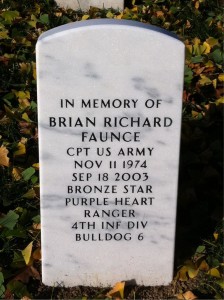 IN MEMORY OF
BRIAN RICHARD
FAUNCE
CPT US ARMY
NOV 11 1974
SEP 18 2003
BRONZE STAR
PURPLE HEART
RANGER
4TH INF DIV
BULLDOG 6